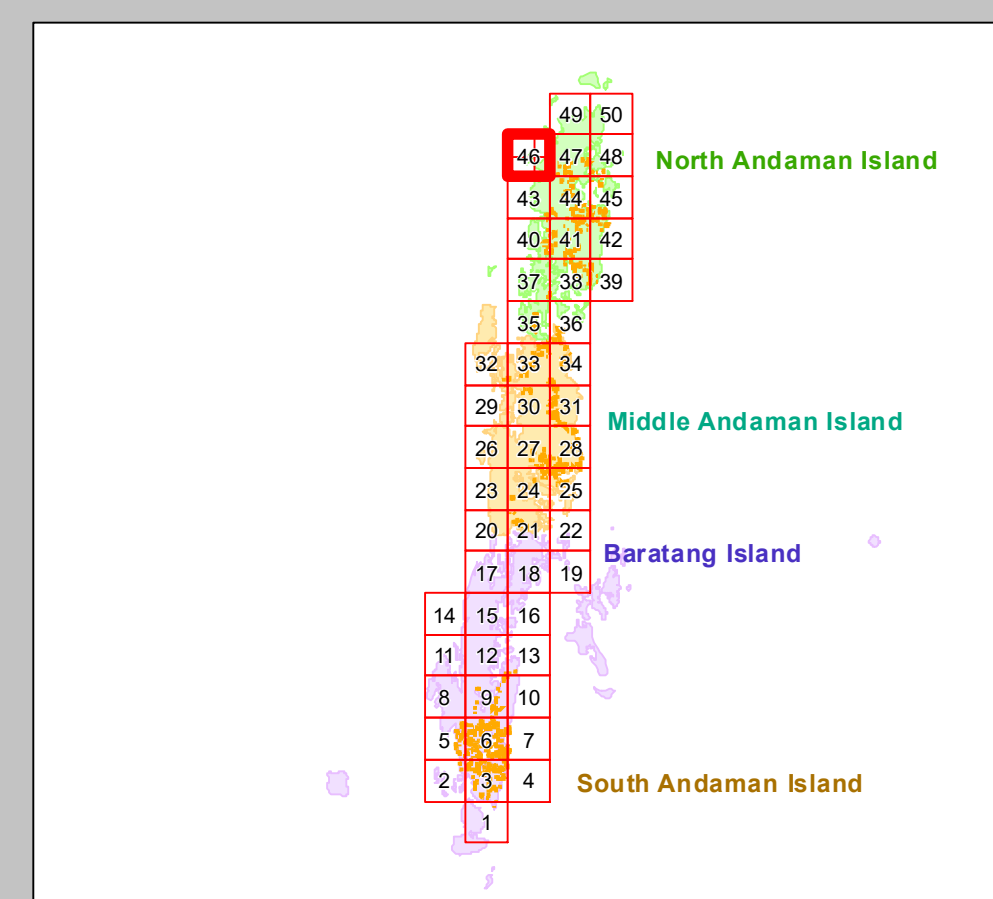 49 50
46 47 48 North Andaman Island
43 44 45
40 41 42
37 38 39
35 36
32 33 34
29 30 31 Middle Andaman Island
26 27 28
23 24 25
20 21 22
Baratang Island
17 18 19
14 15 16
11 12 13
8 9 10
5 6 7
2 3 4 South Andaman Island
1